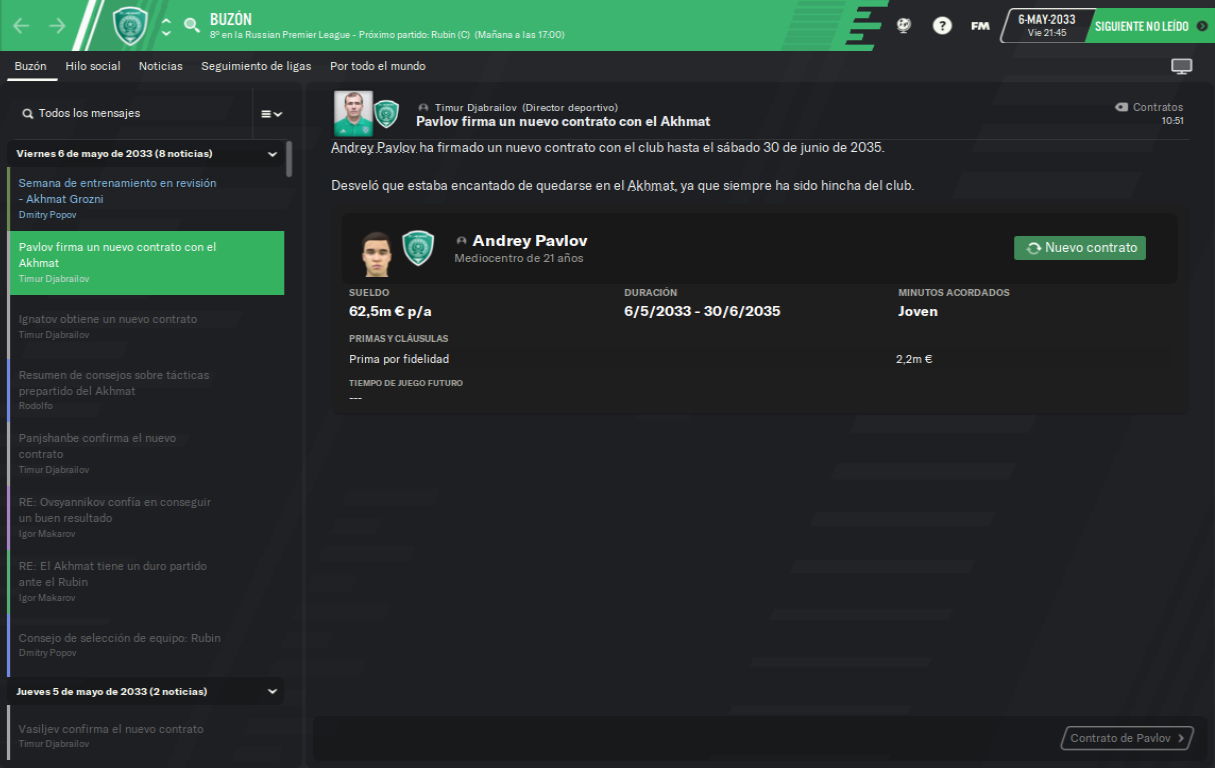 BUZÓN
8º en la Russian Premier League - Próximo partido: Rubin (C) (Mañana a las 17:00)
?
FM
6-MAY-2033
Vie 21:45
SIGUIENTE NO LEÍDO
Buzón
Hilo social
Noticias
Seguimiento de ligas
Por todo el mundo
Todos los mensajes
Viernes 6 de mayo de 2033 (8 noticias)
Semana de entrenamiento en revisión
- Akhmat Grozni
Dmitry Popov
Pavlov firma un nuevo contrato con el
Akhmat
Timur Djabrailov
Ignatov obtiene un nuevo contrato
Timur Djabrailov
Resumen de consejos sobre tácticas
prepartido del Akhmat
Rodolfo
Panjshanbe confirma el nuevo
contrato
Timur Djabrailov
RE: Ovsyannikov confía en conseguir
un buen resultado
Igor Makarov
RE: El Akhmat tiene un duro partido
ante el Rubin
Igor Makarov
Consejo de selección de equipo: Rubin
Dmitry Popov
Jueves 5 de mayo de 2033 (2 noticias)
Vasiljev confirma el nuevo contrato
Timur Djabrailov
Timur Djabrailov (Director deportivo)
Pavlov firma un nuevo contrato con el Akhmat
Contratos
10:51
Andrey Pavlov ha firmado un nuevo contrato con el club hasta el sábado 30 de junio de 2035.
Desveló que estaba encantado de quedarse en el Akhmat, ya que siempre ha sido hincha del club.
Andrey Pavlov
Mediocentro de 21 años
Nuevo contrato
SUELDO
DURACIÓN
MINUTOS ACORDADOS
62,5m € p/a
6/5/2033 - 30/6/2035
Joven
PRIMAS Y CLÁUSULAS
Prima por fidelidad
2,2m €
TIEMPO DE JUEGO FUTURO
---
Contrato de Pavlov